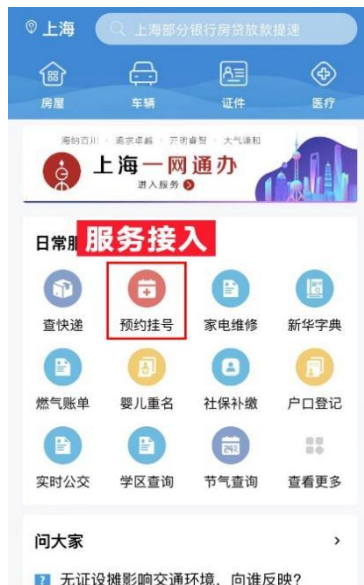 上海
上海部分银行房贷放款提速
房屋 车辆 证件 医疗
海纳百川 · 追求卓越 · 开明睿智 · 大气谦和
上海一网通办
进入服务
日常服
服务接入
查快递 预约挂号 家电维修 新华字典
燃气账单 婴儿重名 社保补缴 户口登记
实时公交 学区查询 节气查询 查看更多
问大家
无证设摊影响交通环境，向谁反映？